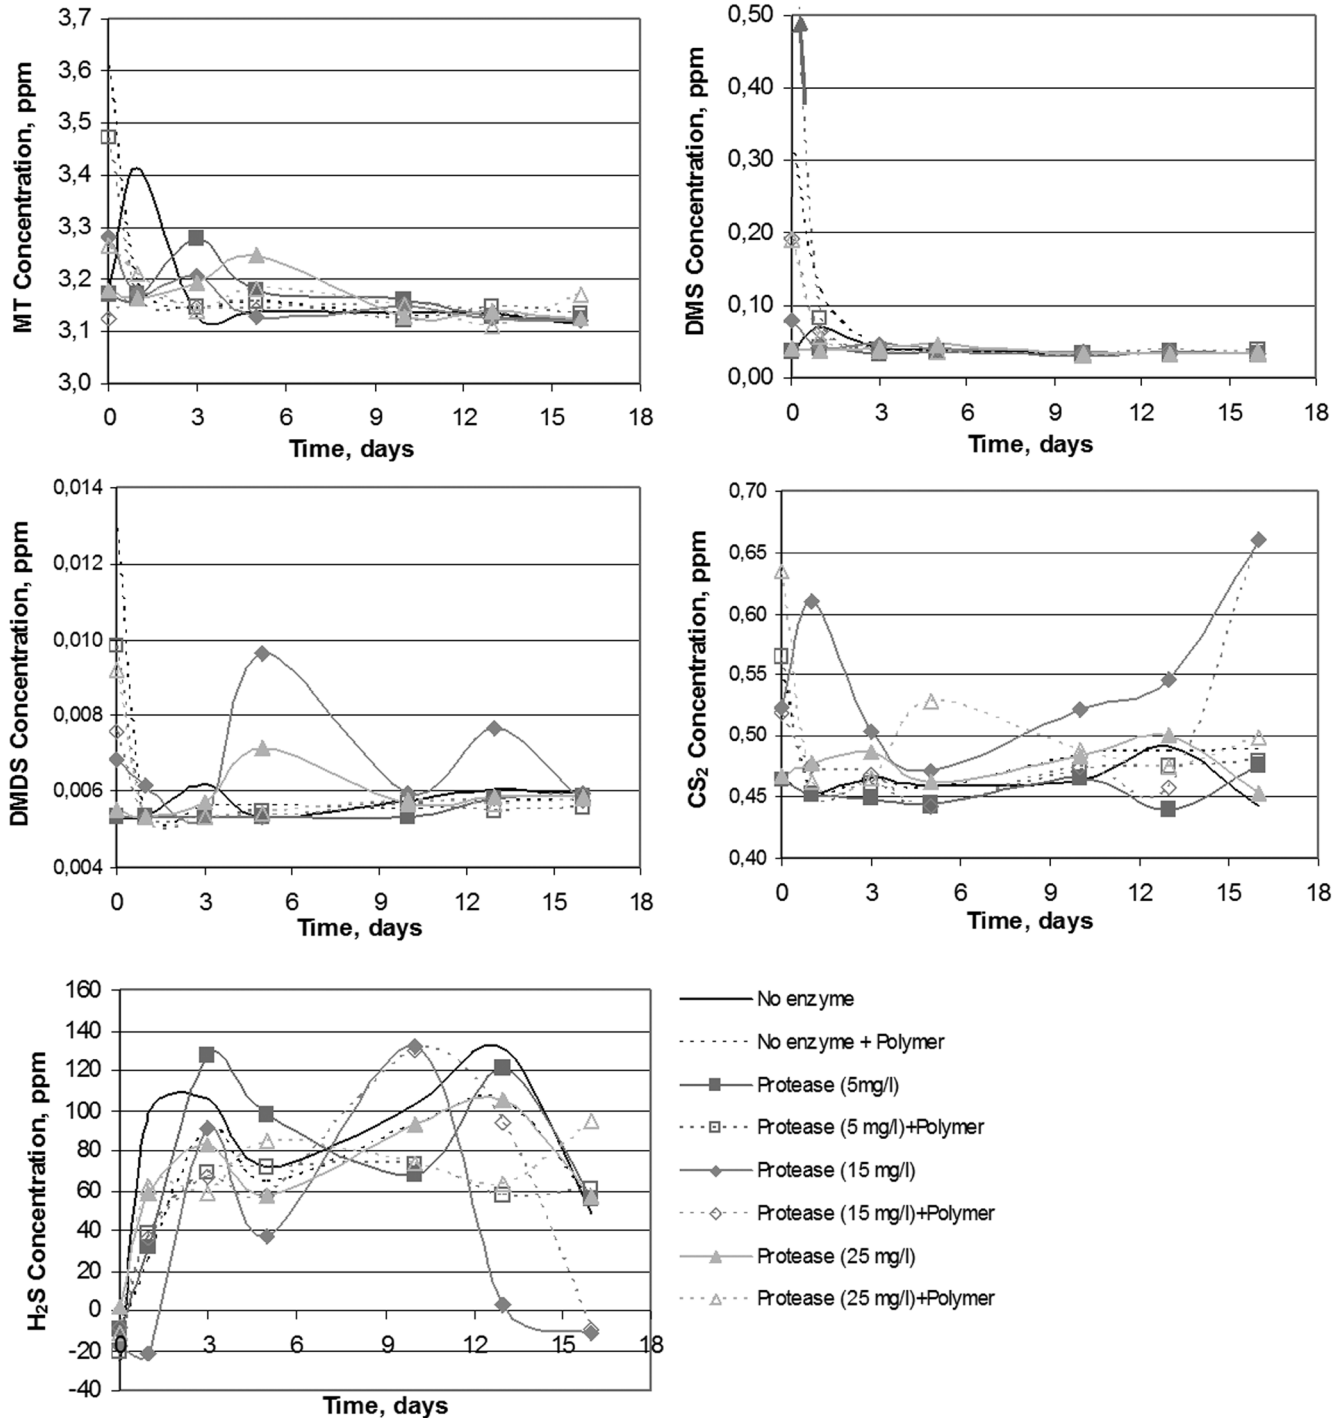 MT Concentration, ppm
3,7
3,6
3,5
3,4
3,3
3,2
3,1
3,0
0 3 6 9 12 15 18
Time, days
DMS Concentration, ppm
0,50
0,40
0,30
0,20
0,10
0,00
0 3 6 9 12 15 18
Time, days
DMDS Concentration, ppm
0,014
0,012
0,010
0,008
0,006
0,004
0 3 6 9 12 15 18
Time, days
CS₂ Concentration, ppm
0,70
0,65
0,60
0,55
0,50
0,45
0,40
0 3 6 9 12 15 18
Time, days
H₂S Concentration, ppm
160
140
120
100
80
60
40
20
0
-20
-40
0 3 6 9 12 15 18
Time, days
No enzyme
No enzyme + Polymer
Protease (5mg/l)
Protease (5 mg/l)+Polymer
Protease (15 mg/l)
Protease (15 mg/l)+Polymer
Protease (25 mg/l)
Protease (25 mg/l)+Polymer